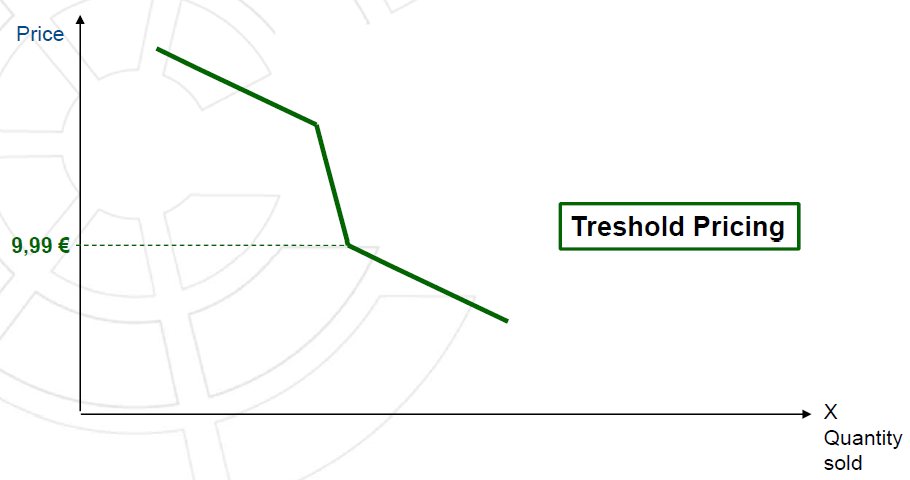 Price
9,99 €
Treshold Pricing
X
Quantity
sold